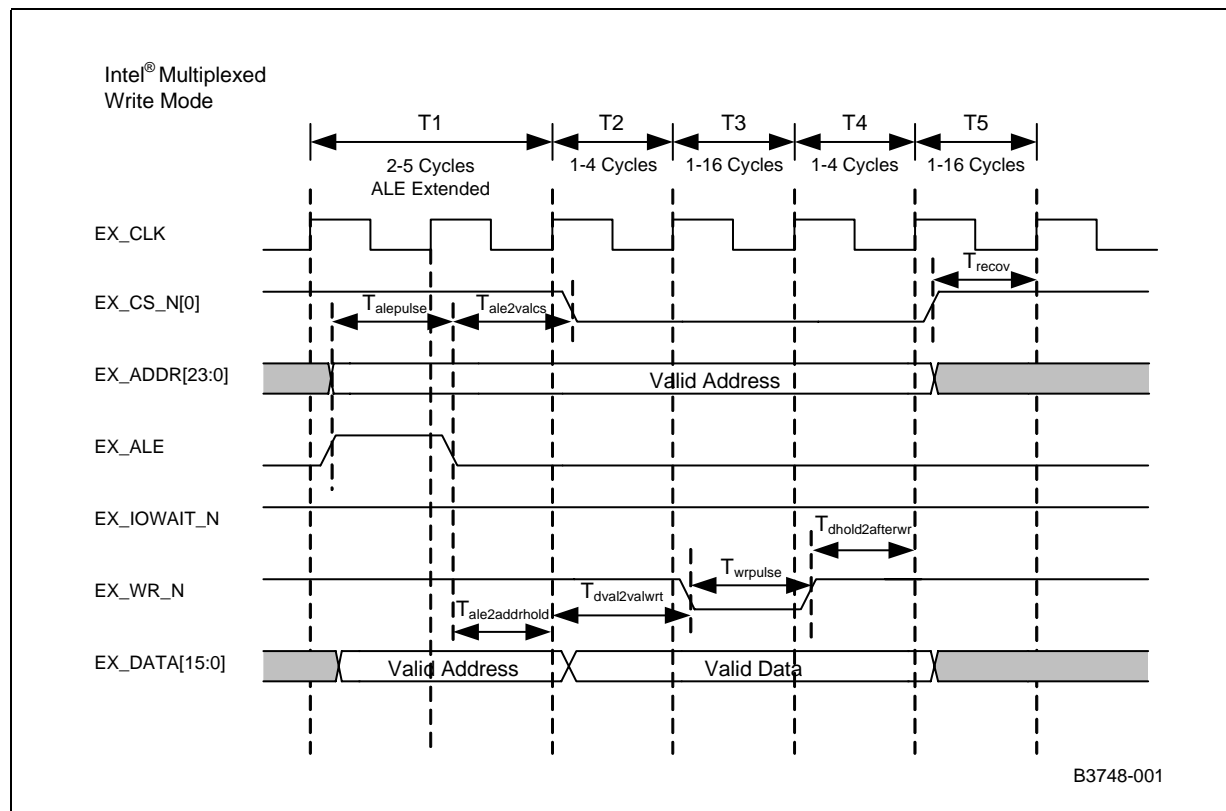 Intel® Multiplexed
Write Mode
T1 T2 T3 T4 T5
2-5 Cycles 1-4 Cycles 1-16 Cycles 1-4 Cycles 1-16 Cycles
ALE Extended
EX_CLK
Trecov
EX_CS_N[0]
Talepulse Tale2valcs
EX_ADDR[23:0] Valid Address
EX_ALE
EX_IOWAIT_N
Tdhold2afterwr
Twrpulse
EX_WR_N
Tdval2valwrt
Tale2addrhold
EX_DATA[15:0] Valid Address Valid Data
B3748-001